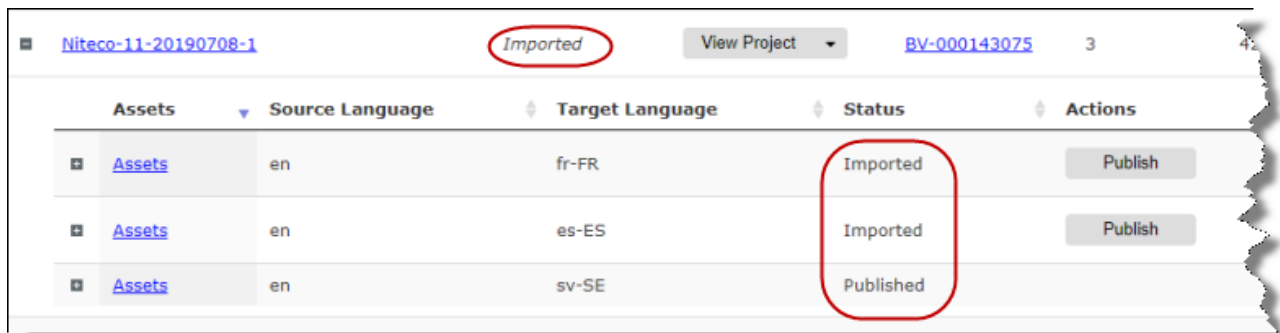 Niteco-11-20190708-1 Imported View Project BV-000143075 3
Assets Source Language Target Language Status Actions
Assets en fr-FR Imported Publish
Assets en es-ES Imported Publish
Assets en sv-SE Published